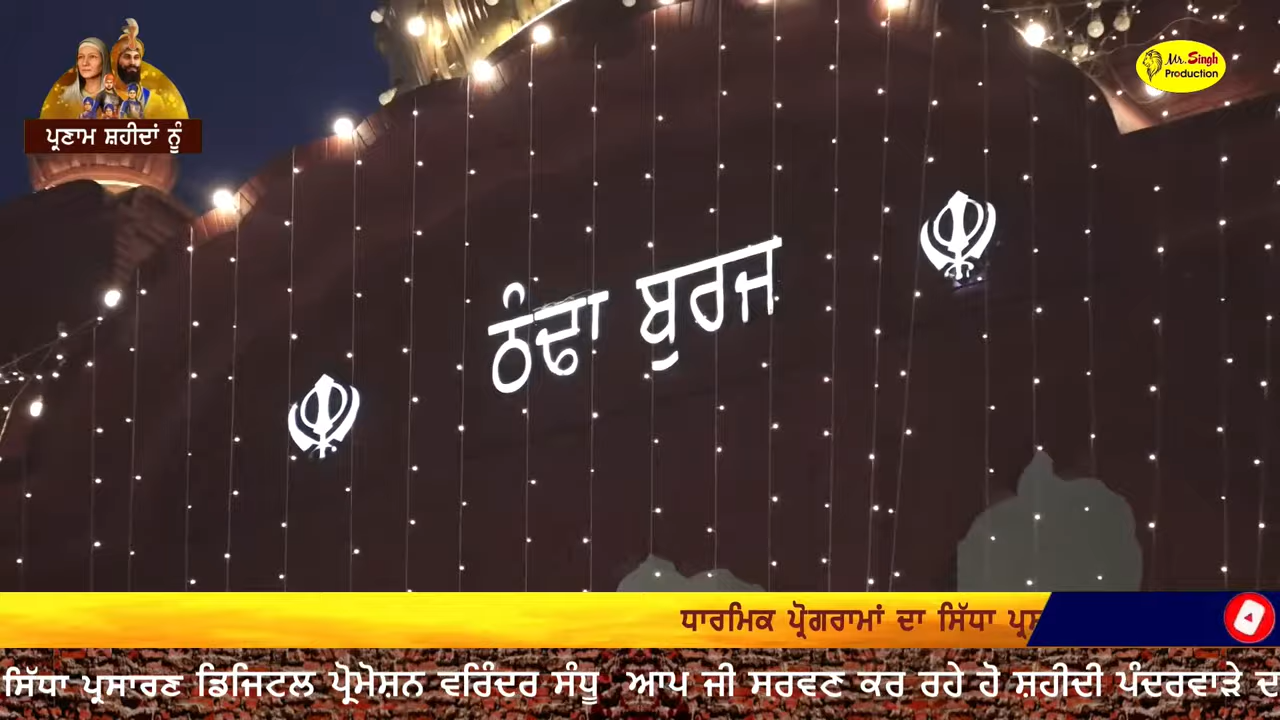 ਪ੍ਰਣਾਮ ਸ਼ਹੀਦਾਂ ਨੂੰ
Mr. Singh
Production
ਠੰਢਾ ਬੁਰਜ
ਧਾਰਮਿਕ ਪ੍ਰੋਗਰਾਮਾਂ ਦਾ ਸਿੱਧਾ
ਸਿੱਧਾ ਪ੍ਰਸਾਰਣ ਡਿਜਿਟਲ ਪ੍ਰੋਮੋਸ਼ਨ ਵਰਿੰਦਰ ਸੰਧੂ ਆਪ ਜੀ ਸਰਵਣ ਕਰ ਰਹੇ ਹੋ ਸ਼ਹੀਦੀ ਪੰਦਰਵਾੜੇ